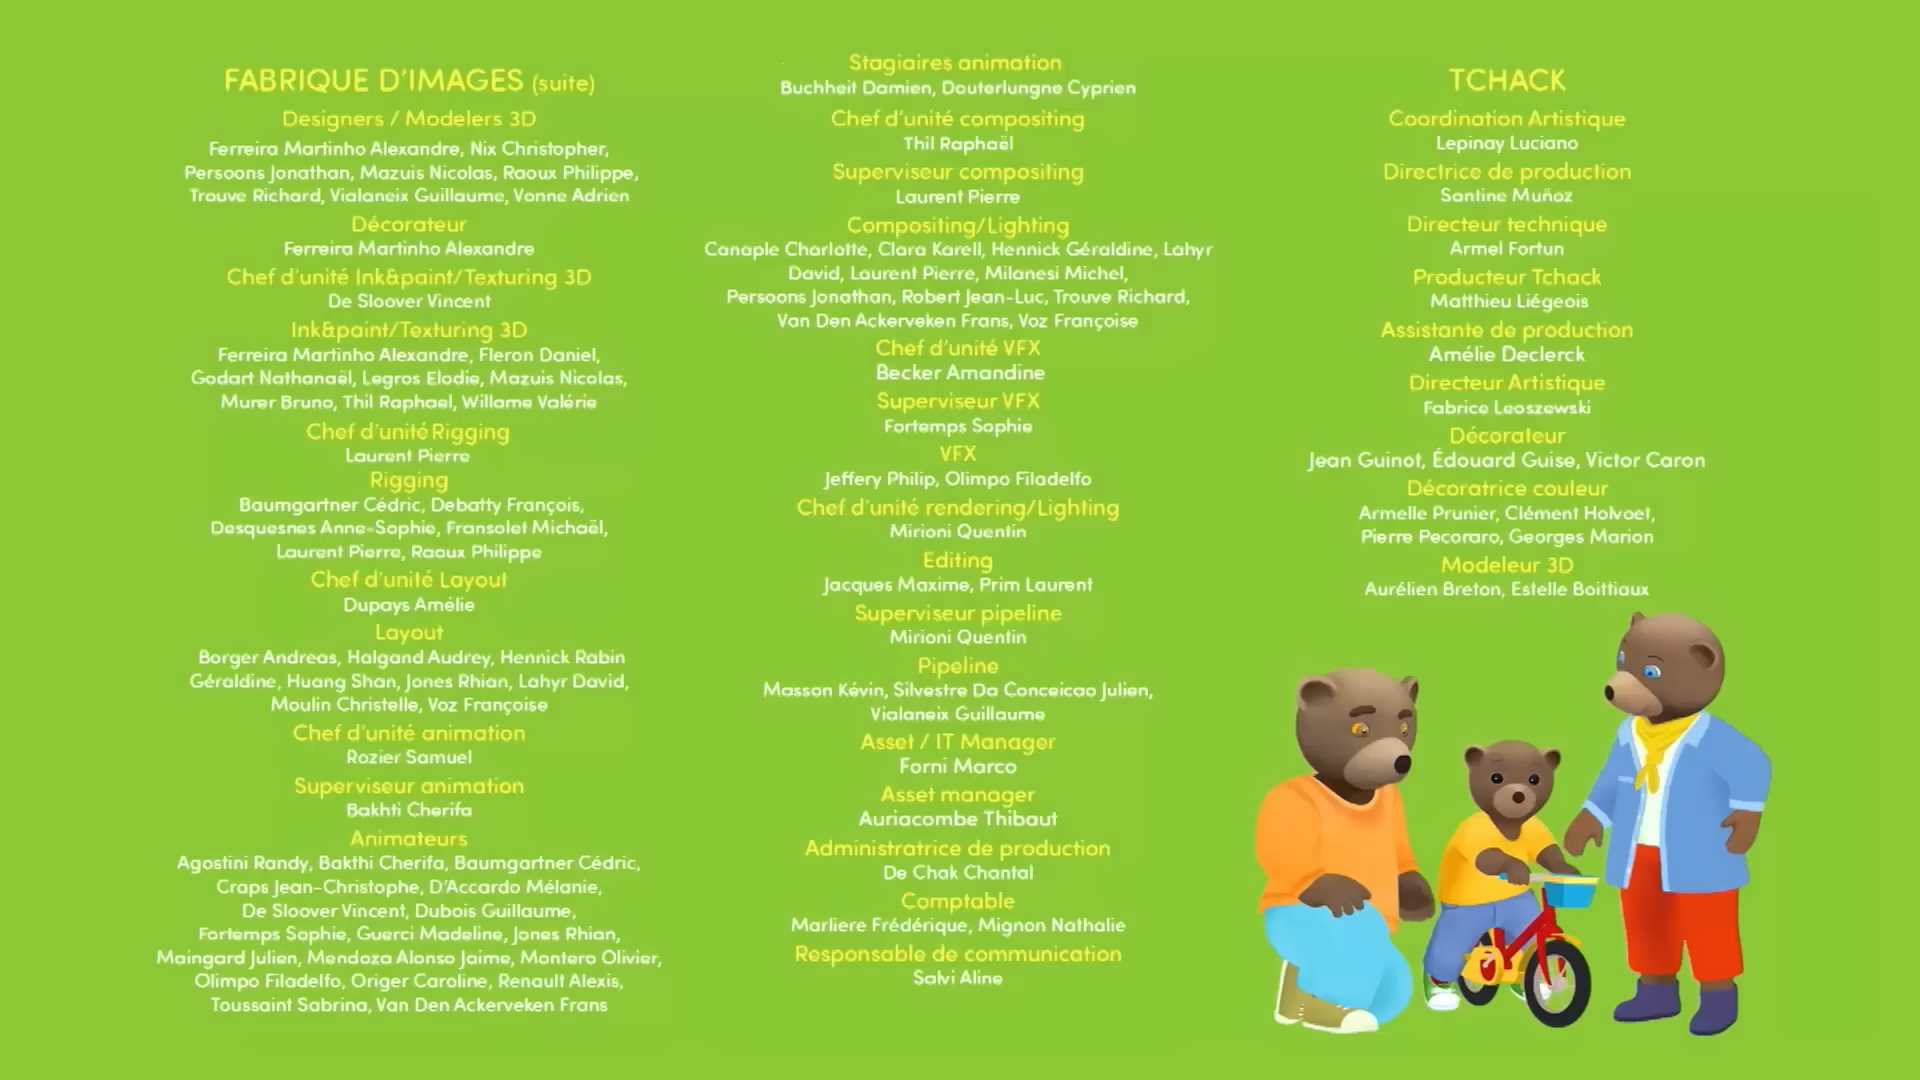 FABRIQUE D'IMAGES (suite)
Designers / Modelers 3D
Ferreira Martinho Alexandre, Nix Christopher,
Persoons Jonathan, Mazuis Nicolas, Raoux Philippe,
Trouve Richard, Vialaneix Guillaume, Vonne Adrien
Décorateur
Ferreira Martinho Alexandre
Chef d'unité Ink&paint/Texturing 3D
De Sloover Vincent
Ink&paint/Texturing 3D
Ferreira Martinho Alexandre, Fleron Daniel,
Godart Nathanaël, Legros Elodie, Mazuis Nicolas,
Murer Bruno, Thil Raphael, Willame Valérie
Chef d'unité Rigging
Laurent Pierre
Rigging
Baumgartner Cédric, Debatty François,
Desquesnes Anne-Sophie, Fransolet Michaël,
Laurent Pierre, Raoux Philippe
Chef d'unité Layout
Dupays Amélie
Layout
Borger Andreas, Halgand Audrey, Hennick Rabin
Géraldine, Huang Shan, Jones Rhian, Lahyr David,
Moulin Christelle, Voz Françoise
Chef d'unité animation
Rozier Samuel
Superviseur animation
Bakhti Cherifa
Animateurs
Agostini Randy, Bakthi Cherifa, Baumgartner Cédric,
Craps Jean-Christophe, D'Accardo Mélanie,
De Sloover Vincent, Dubois Guillaume,
Fortemps Sophie, Guerci Madeline, Jones Rhian,
Maingard Julien, Mendoza Alonso Jaime, Montero Olivier,
Olimpo Filadelfo, Origer Caroline, Renault Alexis,
Toussaint Sabrina, Van Den Ackerveken Frans
Stagiaires animation
Buchheit Damien, Douterlungne Cyprien
Chef d'unité compositing
Thil Raphaël
Superviseur compositing
Laurent Pierre
Compositing/Lighting
Canaple Charlotte, Clara Karell, Hennick Géraldine, Lahyr
David, Laurent Pierre, Milanesi Michel,
Persoons Jonathan, Robert Jean-Luc, Trouve Richard,
Van Den Ackerveken Frans, Voz Françoise
Chef d'unité VFX
Becker Amandine
Superviseur VFX
Fortemps Sophie
VFX
Jeffery Philip, Olimpo Filadelfo
Chef d'unité rendering/Lighting
Mirioni Quentin
Editing
Jacques Maxime, Prim Laurent
Superviseur pipeline
Mirioni Quentin
Pipeline
Masson Kévin, Silvestre Da Conceicao Julien,
Vialaneix Guillaume
Asset / IT Manager
Forni Marco
Asset manager
Auriacombe Thibaut
Administratrice de production
De Chak Chantal
Comptable
Marliere Frédérique, Mignon Nathalie
Responsable de communication
Salvi Aline
TCHACK
Coordination Artistique
Lepinay Luciano
Directrice de production
Santine Muñoz
Directeur technique
Armel Fortun
Producteur Tchack
Matthieu Liégeois
Assistante de production
Amélie Declerck
Directeur Artistique
Fabrice Leoszewski
Décorateur
Jean Guinot, Édouard Guise, Victor Caron
Décoratrice couleur
Armelle Prunier, Clément Holvoet,
Pierre Pecoraro, Georges Marion
Modeleur 3D
Aurélien Breton, Estelle Boittiaux